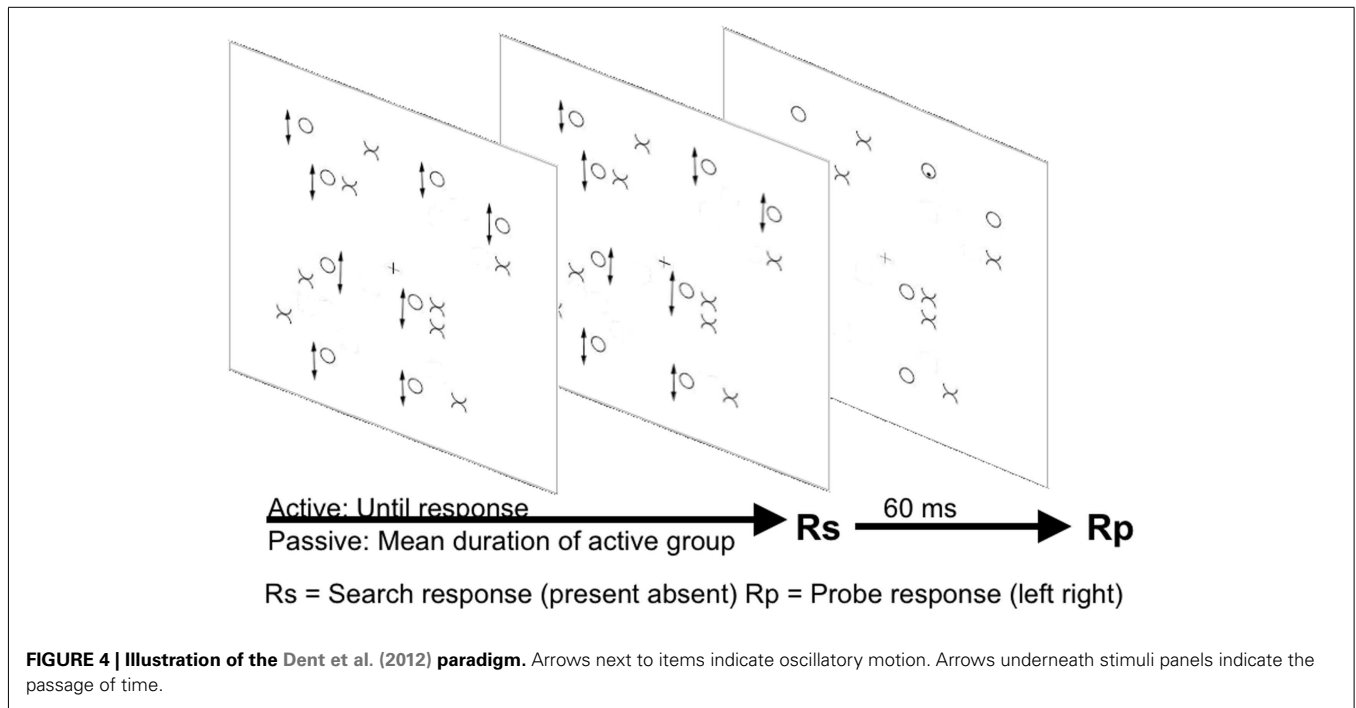 Active: Until response
Passive: Mean duration of active group
Rs
60 ms
Rp
Rs = Search response (present absent) Rp = Probe response (left right)
FIGURE 4 | Illustration of the Dent et al. (2012) paradigm. Arrows next to items indicate oscillatory motion. Arrows underneath stimuli panels indicate the
passage of time.